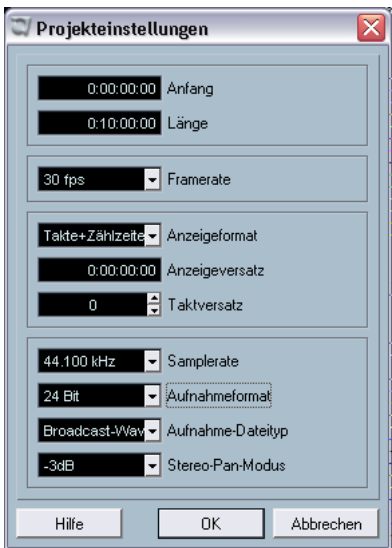 Projekteinstellungen
0:00:00:00 Anfang
0:10:00:00 Länge
30 fps Framerate
Takte+Zählzeite Anzeigeformat
0:00:00:00 Anzeigeversatz
0 Taktversatz
44.100 kHz Samplerate
24 Bit Aufnahmeformat
Broadcast-Wav Aufnahme-Dateityp
-3dB Stereo-Pan-Modus
Hilfe OK Abbrechen